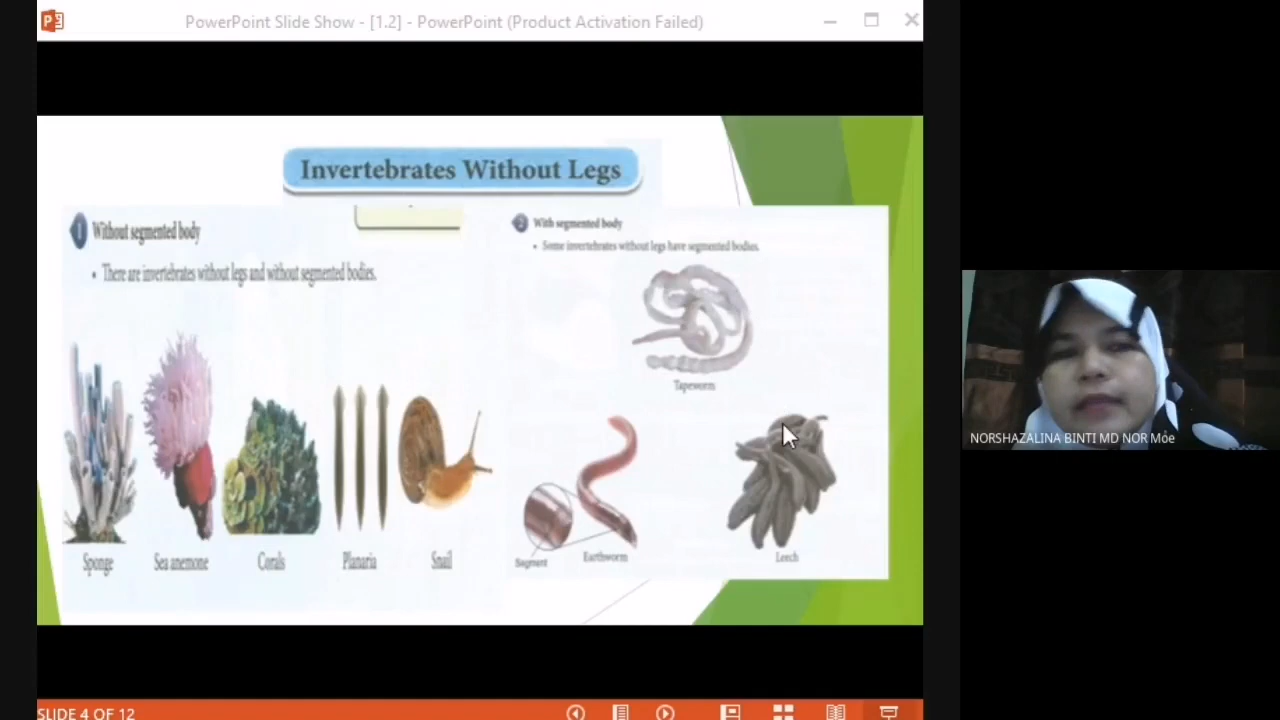 PowerPoint Slide Show - [1.2] - PowerPoint (Product Activation Failed)
Invertebrates Without Legs
1 Without segmented body
• There are invertebrates without legs and without segmented bodies.
Sponge
Sea anemone
Corals
Planaria
Snail
2 With segmented body
• Some invertebrates without legs have segmented bodies.
Tapeworm
Segment
Earthworm
Leech
NORSHAZALINA BINTI MD NOR Moe
SLIDE 4 OF 12